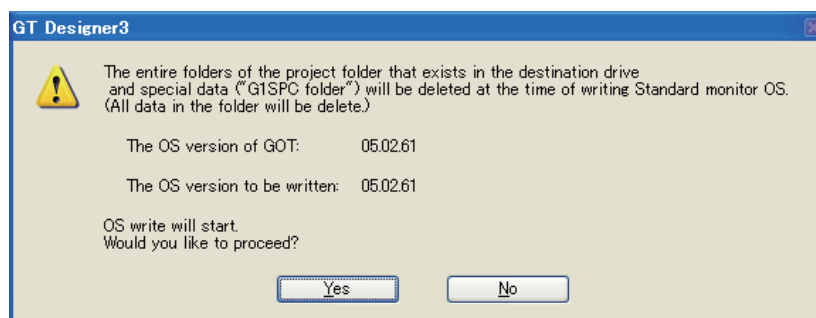 GT Designer3
The entire folders of the project folder that exists in the destination drive
and special data ("G1SPC folder") will be deleted at the time of writing Standard monitor OS.
(All data in the folder will be delete.)
The OS version of GOT: 05.02.61
The OS version to be written: 05.02.61
OS write will start.
Would you like to proceed?
Yes No